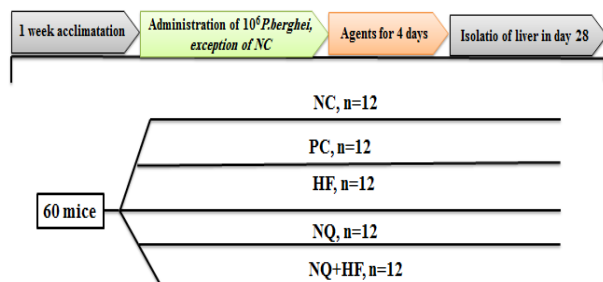 1 week acclimatation
Administration of 10⁶ P.berghei,
exception of NC
Agents for 4 days
Isolatio of liver in day 28
NC, n=12
PC, n=12
HF, n=12
60 mice
NQ, n=12
NQ+HF, n=12